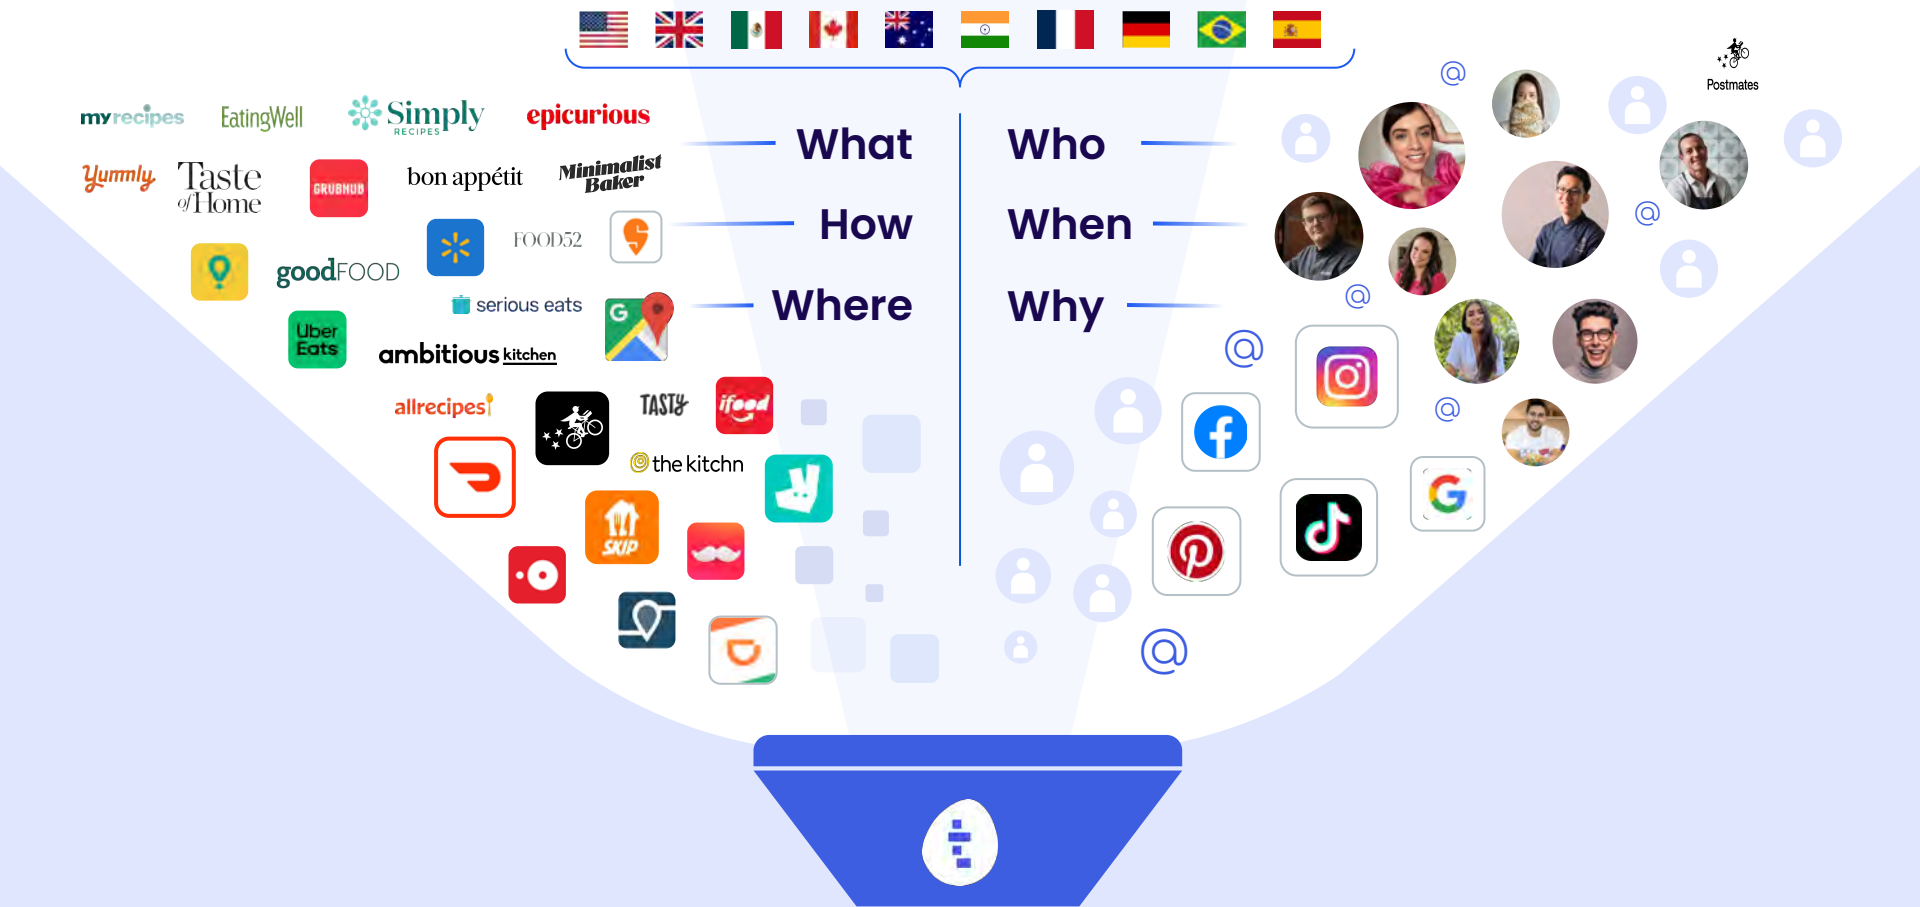 Postmates
myrecipes
EatingWell
Simply
RECIPES
epicurious
What
Who
Yummly
Taste
of Home
GRUBHUB
bon appétit
Minimalist
Baker
How
When
FOOD52
goodFOOD
serious eats
G
Where
Why
Uber
Eats
ambitious kitchen
allrecipes
TASTY
ifood
the kitchn
SKIP
@
@
@
@
@
@